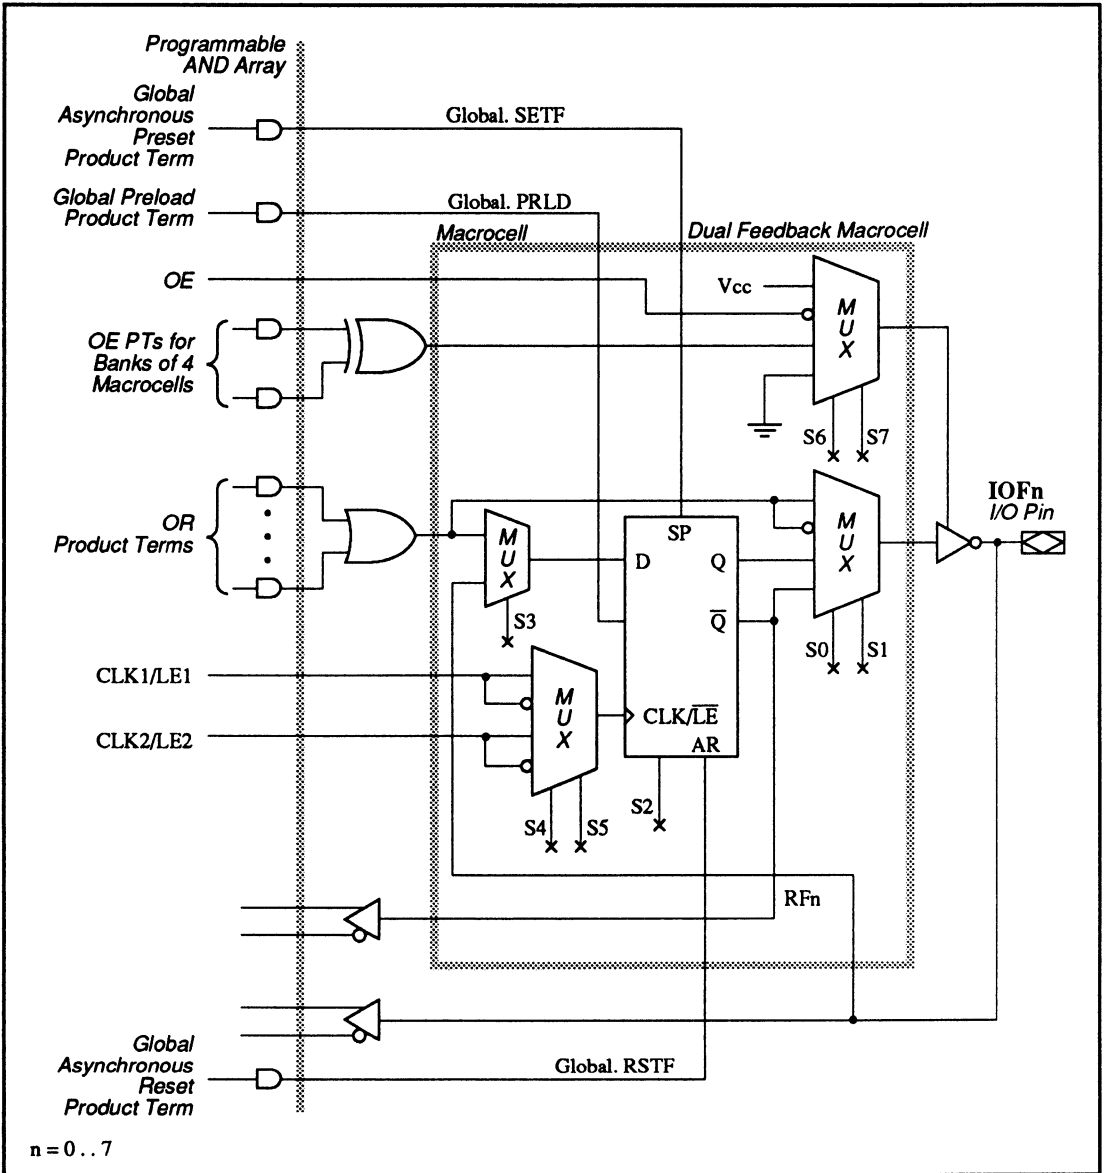 Programmable
AND Array
Global
Asynchronous
Preset
Product Term
Global. SETF
Global Preload
Product Term
Global. PRLD
Macrocell
Dual Feedback Macrocell
OE
Vcc
MUX
OE PTs for
Banks of 4
Macrocells
S6
S7
OR
Product Terms
MUX
S3
SP
D
Q
Q̅
CLK/L̅E̅
AR
MUX
S0
S1
IOFn
I/O Pin
CLK1/LE1
CLK2/LE2
MUX
S4
S5
S2
RFn
Global
Asynchronous
Reset
Product Term
Global. RSTF
n = 0 . . 7